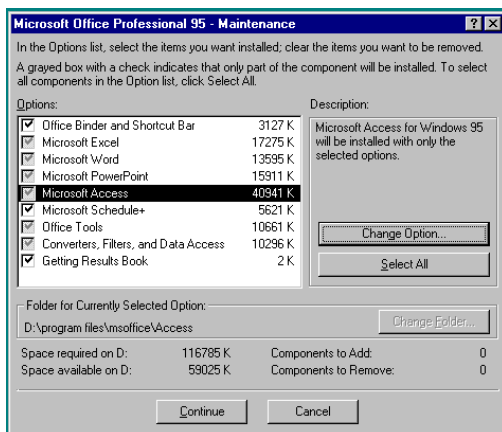 Microsoft Office Professional 95 - Maintenance
In the Options list, select the items you want installed; clear the items you want to be removed.
A grayed box with a check indicates that only part of the component will be installed. To select
all components in the Option list, click Select All.
Options:
Description:
Office Binder and Shortcut Bar 3127 K
Microsoft Excel 17275 K
Microsoft Word 13595 K
Microsoft PowerPoint 15911 K
Microsoft Access 40941 K
Microsoft Schedule+ 5621 K
Office Tools 10661 K
Converters, Filters, and Data Access 10296 K
Getting Results Book 2 K
Microsoft Access for Windows 95
will be installed with only the
selected options.
Change Option...
Select All
Folder for Currently Selected Option:
D:\program files\msoffice\Access
Change Folder...
Space required on D: 116785 K
Components to Add: 0
Space available on D: 59025 K
Components to Remove: 0
Continue
Cancel